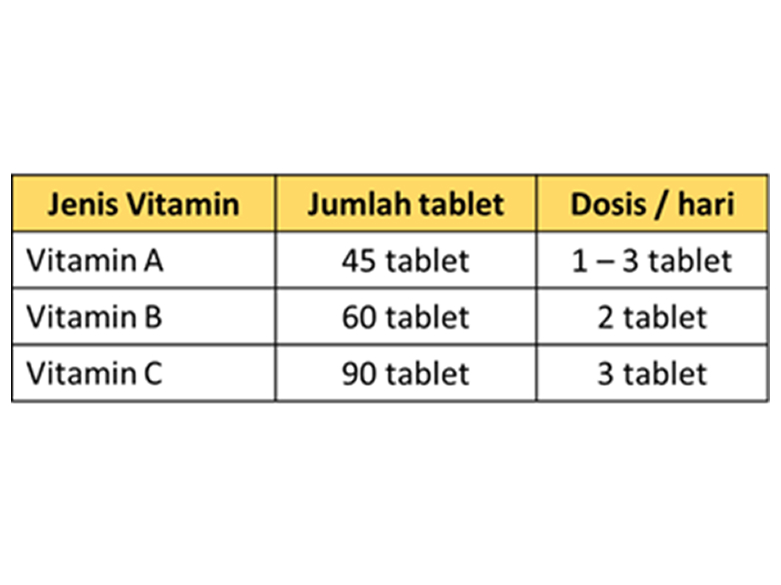 Jenis Vitamin Jumlah tablet Dosis / hari
Vitamin A 45 tablet 1 – 3 tablet
Vitamin B 60 tablet 2 tablet
Vitamin C 90 tablet 3 tablet